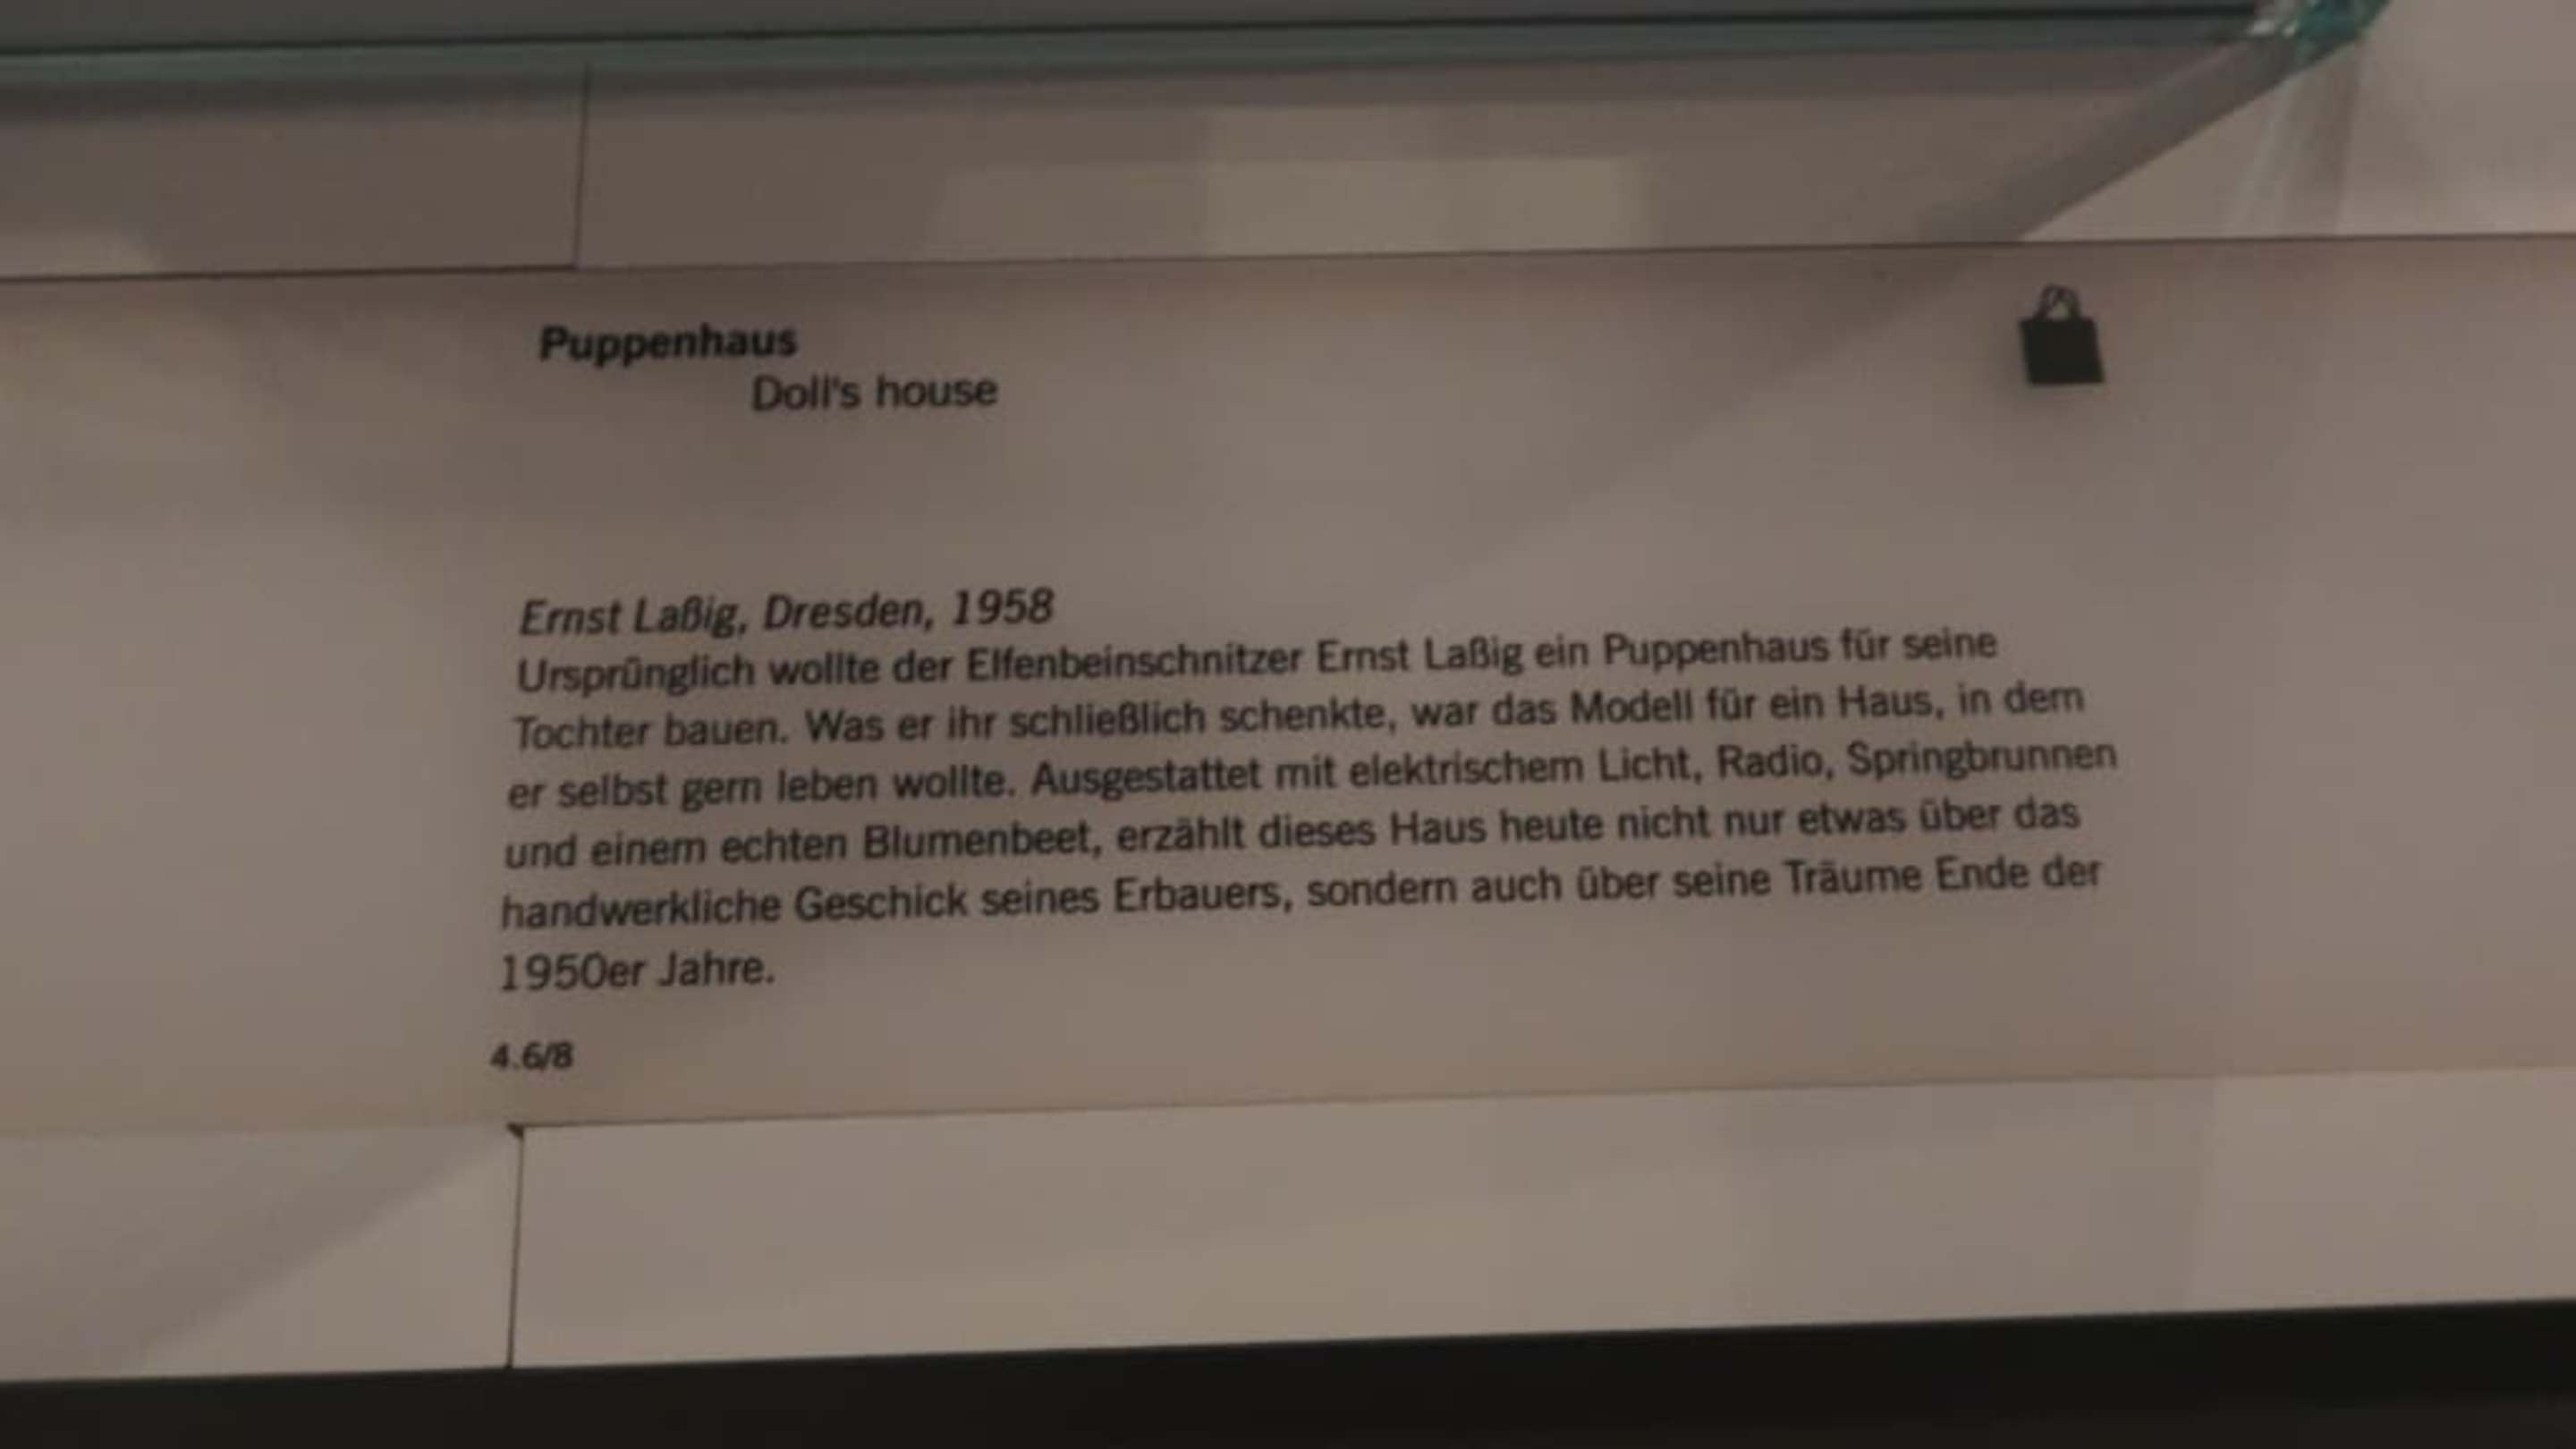 Puppenhaus
Doll's house
Ernst Laßig, Dresden, 1958
Ursprünglich wollte der Elfenbeinschnitzer Ernst Laßig ein Puppenhaus für seine
Tochter bauen. Was er ihr schließlich schenkte, war das Modell für ein Haus, in dem
er selbst gern leben wollte. Ausgestattet mit elektrischem Licht, Radio, Springbrunnen
und einem echten Blumenbeet, erzählt dieses Haus heute nicht nur etwas über das
handwerkliche Geschick seines Erbauers, sondern auch über seine Träume Ende der
1950er Jahre.
4.6/8